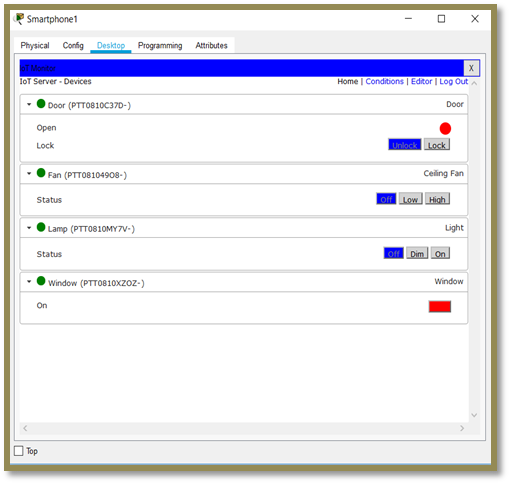 Smartphone1
Physical Config Desktop Programming Attributes
IoT Monitor X
IoT Server - Devices Home | Conditions | Editor | Log Out
Door (PTT0810C37D-) Door
Open
Lock Unlock Lock
Fan (PTT081049O8-) Ceiling Fan
Status Off Low High
Lamp (PTT0810MY7V-) Light
Status Off Dim On
Window (PTT0810XZOZ-) Window
On
Top